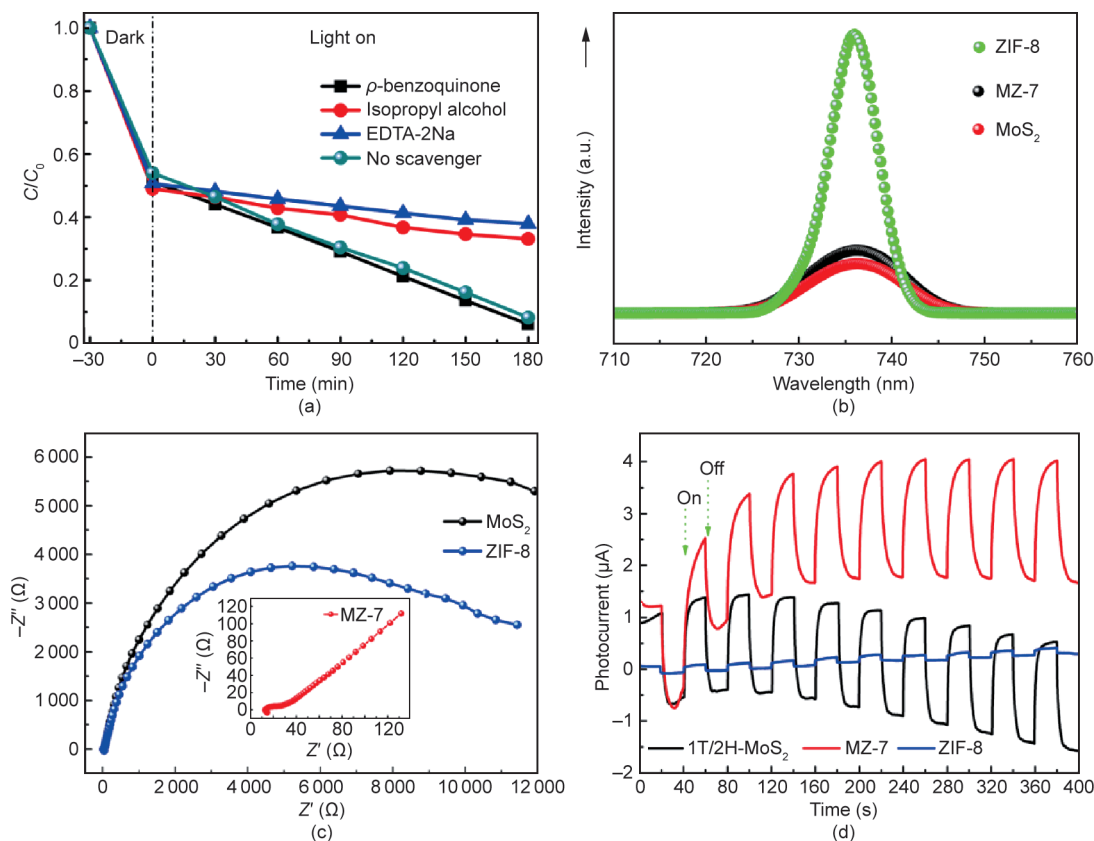 Dark
Light on
ρ-benzoquinone
Isopropyl alcohol
EDTA-2Na
No scavenger
1.0
0.8
0.6
0.4
0.2
0
C/C₀
–30 0 30 60 90 120 150 180
Time (min)
(a)
ZIF-8
MZ-7
MoS₂
Intensity (a.u.)
710 720 730 740 750 760
Wavelength (nm)
(b)
6 000
5 000
4 000
3 000
2 000
1 000
0
–Z″ (Ω)
MoS₂
ZIF-8
MZ-7
120
100
80
60
40
20
0
–Z″ (Ω)
0 40 80 120
Z′ (Ω)
0 2 000 4 000 6 000 8 000 10 000 12 000
Z′ (Ω)
(c)
4
3
2
1
0
–1
–2
Photocurrent (μA)
On
Off
1T/2H-MoS₂ MZ-7 ZIF-8
0 40 80 120 160 200 240 280 320 360 400
Time (s)
(d)